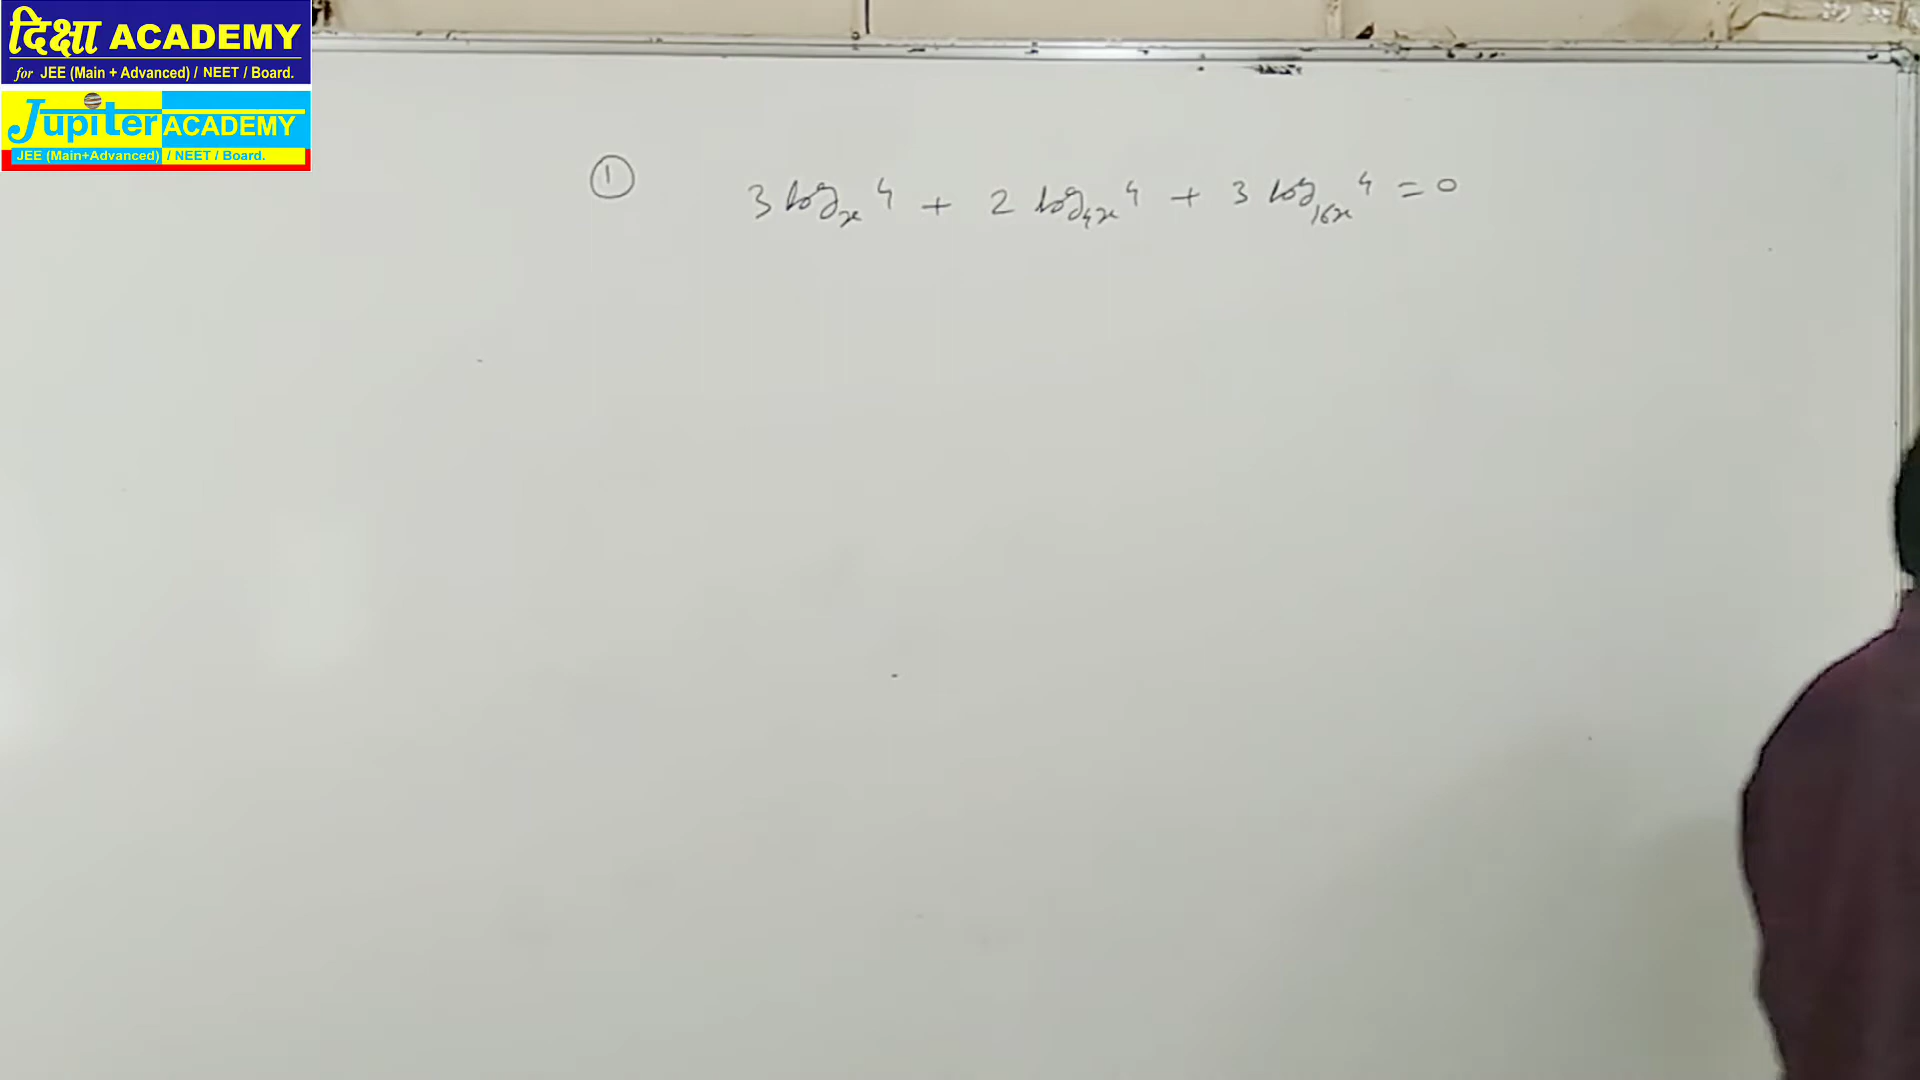 दिक्षा ACADEMY
for JEE (Main + Advanced) / NEET / Board.
Jupiter ACADEMY
JEE (Main+Advanced) / NEET / Board.
① 3 log_x 4 + 2 log_4x 4 + 3 log_16x 4 = 0